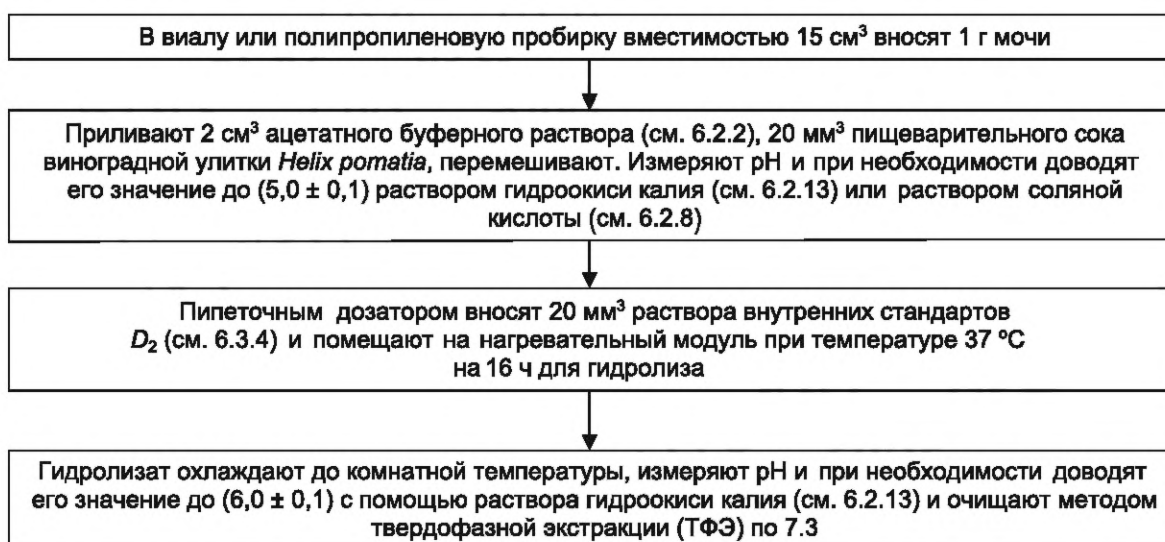 В виалу или полипропиленовую пробирку вместимостью 15 см³ вносят 1 г мочи
Приливают 2 см³ ацетатного буферного раствора (см. 6.2.2), 20 мм³ пищеварительного сока
виноградной улитки Helix pomatia, перемешивают. Измеряют pH и при необходимости доводят
его значение до (5,0 ± 0,1) раствором гидроокиси калия (см. 6.2.13) или раствором соляной
кислоты (см. 6.2.8)
Пипеточным дозатором вносят 20 мм³ раствора внутренних стандартов
D₂ (см. 6.3.4) и помещают на нагревательный модуль при температуре 37 ºС
на 16 ч для гидролиза
Гидролизат охлаждают до комнатной температуры, измеряют pH и при необходимости доводят
его значение до (6,0 ± 0,1) с помощью раствора гидроокиси калия (см. 6.2.13) и очищают методом
твердофазной экстракции (ТФЭ) по 7.3